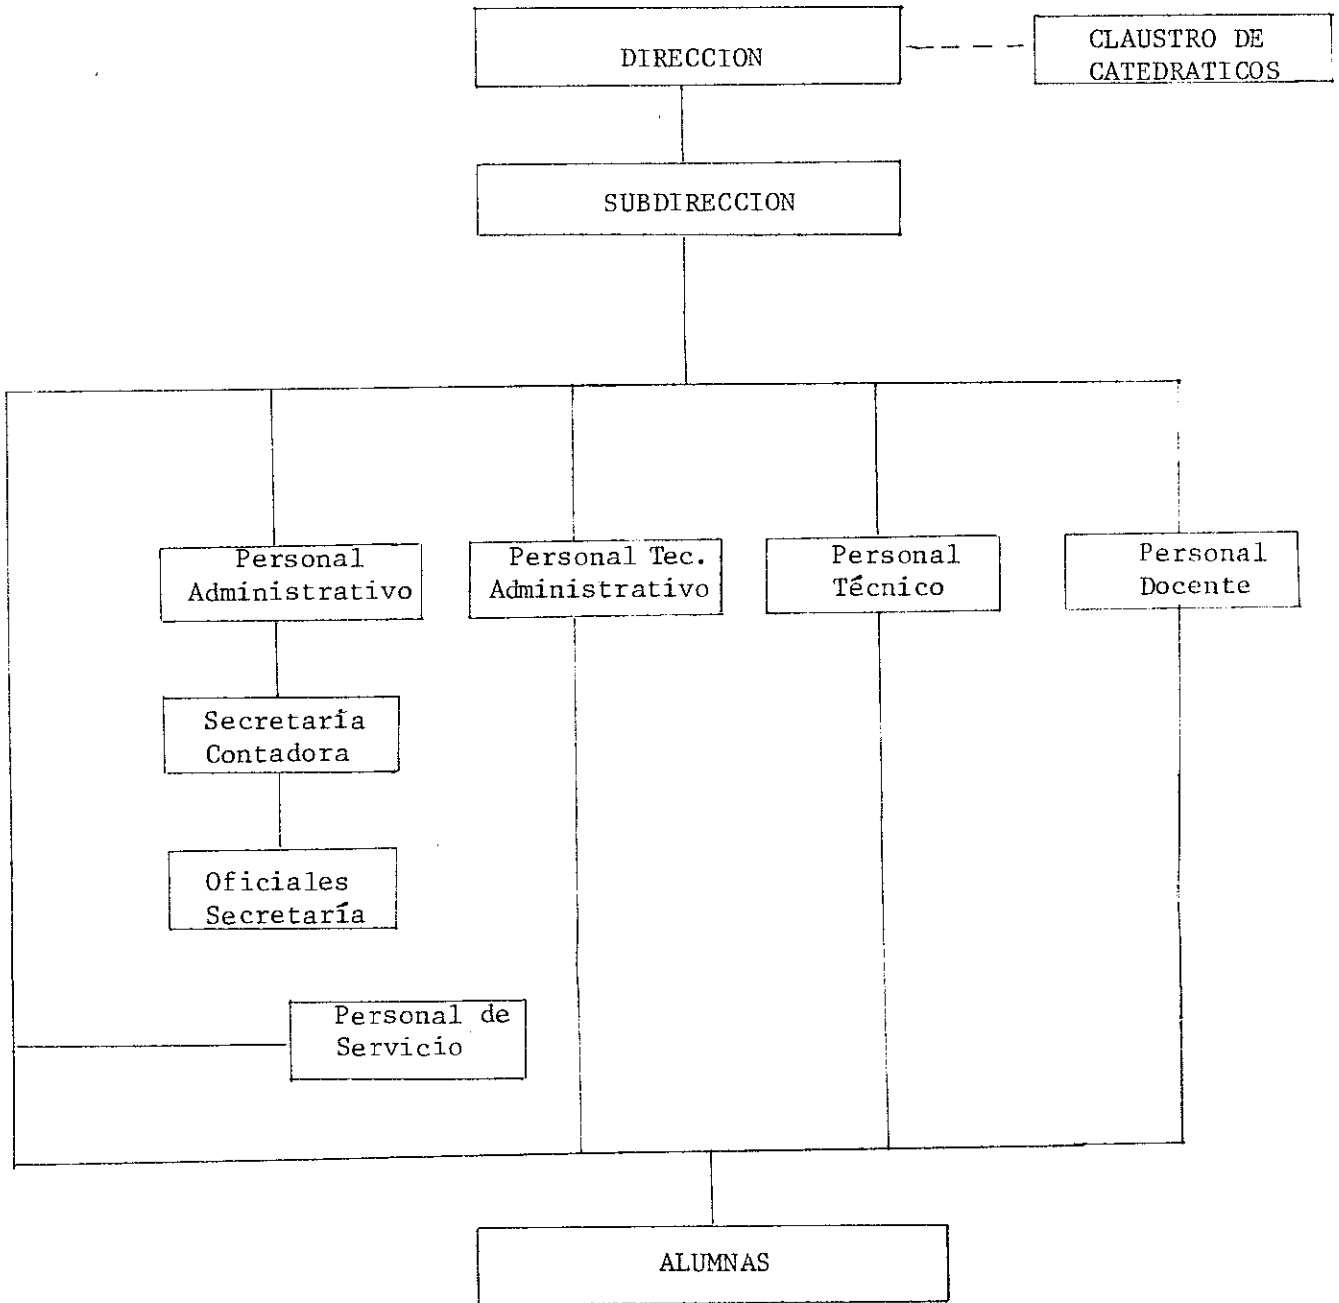 DIRECCION
CLAUSTRO DE
CATEDRATICOS
SUBDIRECCION
Personal
Administrativo
Personal Tec.
Administrativo
Personal
Técnico
Personal
Docente
Secretaría
Contadora
Oficiales
Secretaría
Personal de
Servicio
ALUMNAS